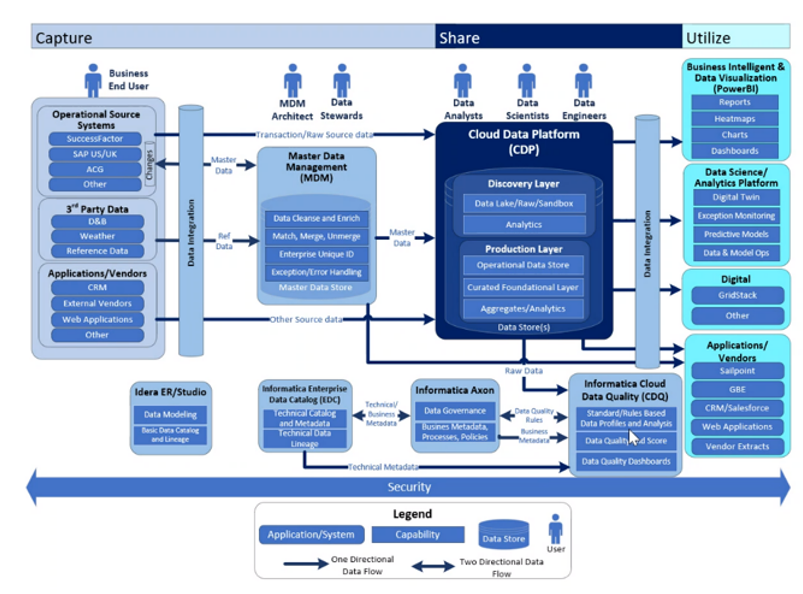 Capture
Share
Utilize
Business
End User
MDM
Architect
Data
Stewards
Data
Analysts
Data
Scientists
Data
Engineers
Operational Source
Systems
SuccessFactor
SAP US/UK
ACG
Other
Changes
3rd Party Data
D&B
Weather
Reference Data
Applications/Vendors
CRM
External Vendors
Web Applications
Other
Data Integration
Transaction/Raw Source data
Master
Data
Ref
Data
Other Source data
Master Data
Management
(MDM)
Data Cleanse and Enrich
Match, Merge, Unmerge
Enterprise Unique ID
Exception/Error Handling
Master Data Store
Master
Data
Cloud Data Platform
(CDP)
Discovery Layer
Data Lake/Raw/Sandbox
Analytics
Production Layer
Operational Data Store
Curated Foundational Layer
Aggregates/Analytics
Data Store(s)
Raw Data
Data Integration
Business Intelligent &
Data Visualization
(PowerBI)
Reports
Heatmaps
Charts
Dashboards
Data Science/
Analytics Platform
Digital Twin
Exception Monitoring
Predictive Models
Data & Model Ops
Digital
GridStack
Other
Applications/
Vendors
Sailpoint
GBE
CRM/Salesforce
Web Applications
Vendor Extracts
Idera ER/Studio
Data Modeling
Basic Data Catalog
and Lineage
Informatica Enterprise
Data Catalog (EDC)
Technical Catalog
and Metadata
Technical Data
Lineage
Technical/
Business
Metadata
Informatica Axon
Data Governance
Busines Metadata,
Processes, Policies
Data Quality
Rules
Business
Metadata
Informatica Cloud
Data Quality (CDQ)
Standard/Rules Based
Data Profiles and Analysis
Data Quality Score
Data Quality Dashboards
Technical Metadata
Security
Legend
Application/System
Capability
Data Store
User
One Directional
Data Flow
Two Directional Data
Flow